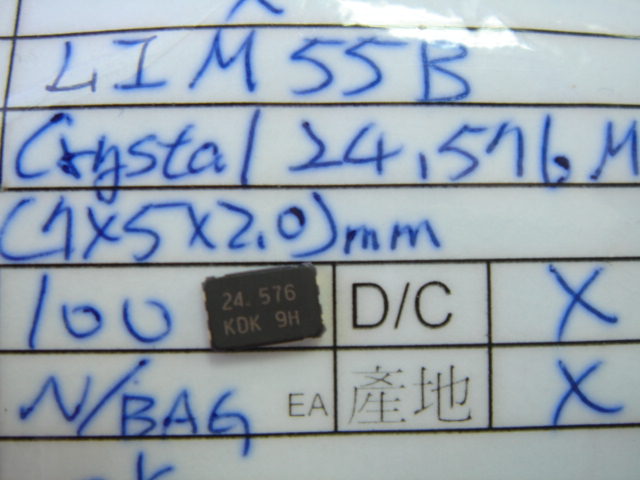 LIM55B
Crystal 24.576M
(7X5X2.0)mm
100
24.576
KDK 9H
D/C X
N/BAG EA 產地 X